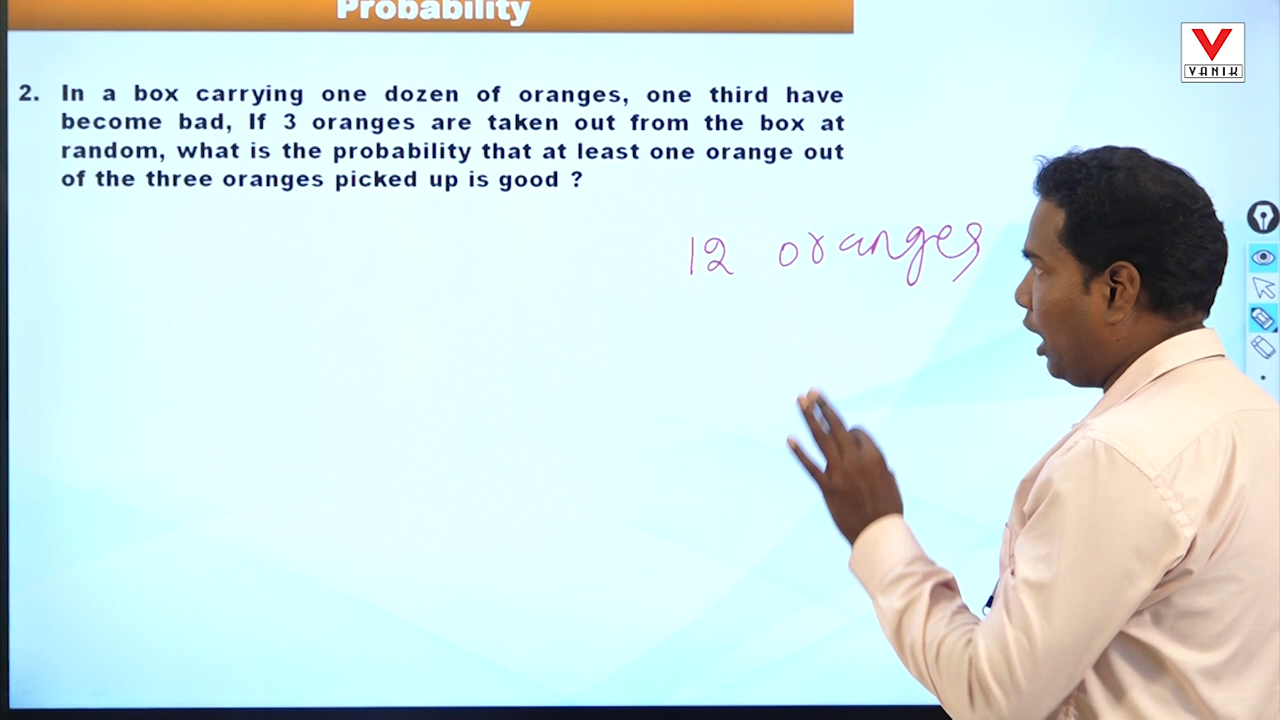 Probability
VANIK
2. In a box carrying one dozen of oranges, one third have
become bad, If 3 oranges are taken out from the box at
random, what is the probability that at least one orange out
of the three oranges picked up is good ?
12 oranges